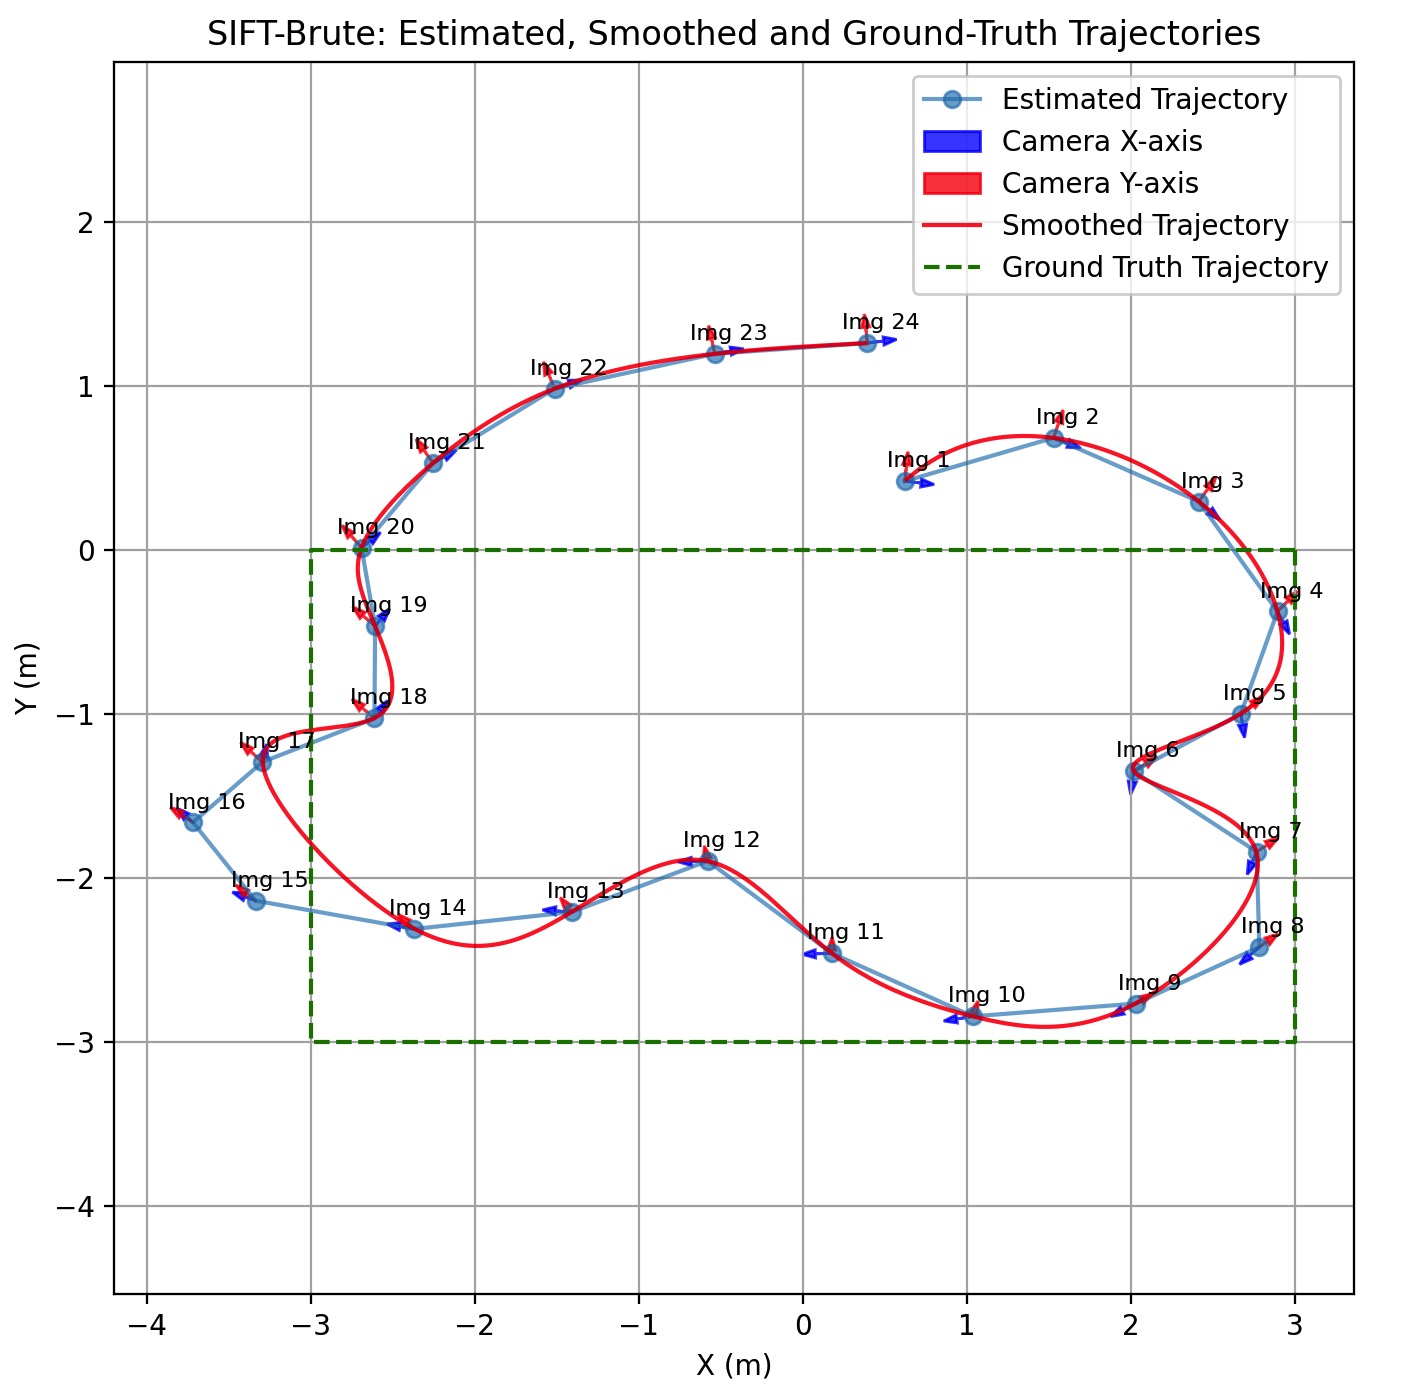 SIFT-Brute: Estimated, Smoothed and Ground-Truth Trajectories
Estimated Trajectory
Camera X-axis
Camera Y-axis
Smoothed Trajectory
Ground Truth Trajectory
Y (m)
2
1
0
−1
−2
−3
−4
Img 24
Img 23
Img 22
Img 2
Img 21
Img 1
Img 3
Img 20
Img 4
Img 19
Img 18
Img 5
Img 17
Img 6
Img 16
Img 7
Img 12
Img 15
Img 13
Img 14
Img 8
Img 11
Img 9
Img 10
−4 −3 −2 −1 0 1 2 3
X (m)